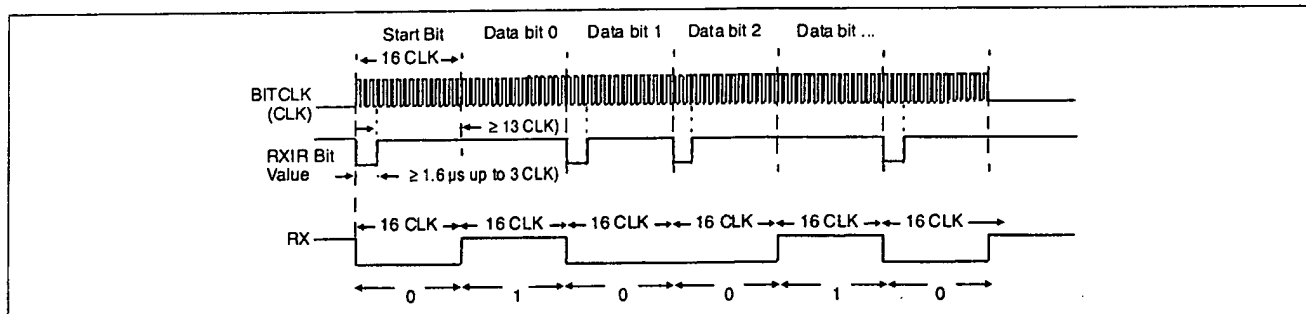 Start Bit Data bit 0 Data bit 1 Data bit 2 Data bit ...
16 CLK
BITCLK
(CLK)
≥ 13 CLK)
RXIR Bit
Value
≥ 1.6 µs up to 3 CLK)
16 CLK 16 CLK 16 CLK 16 CLK 16 CLK 16 CLK
RX
0 1 0 0 1 0